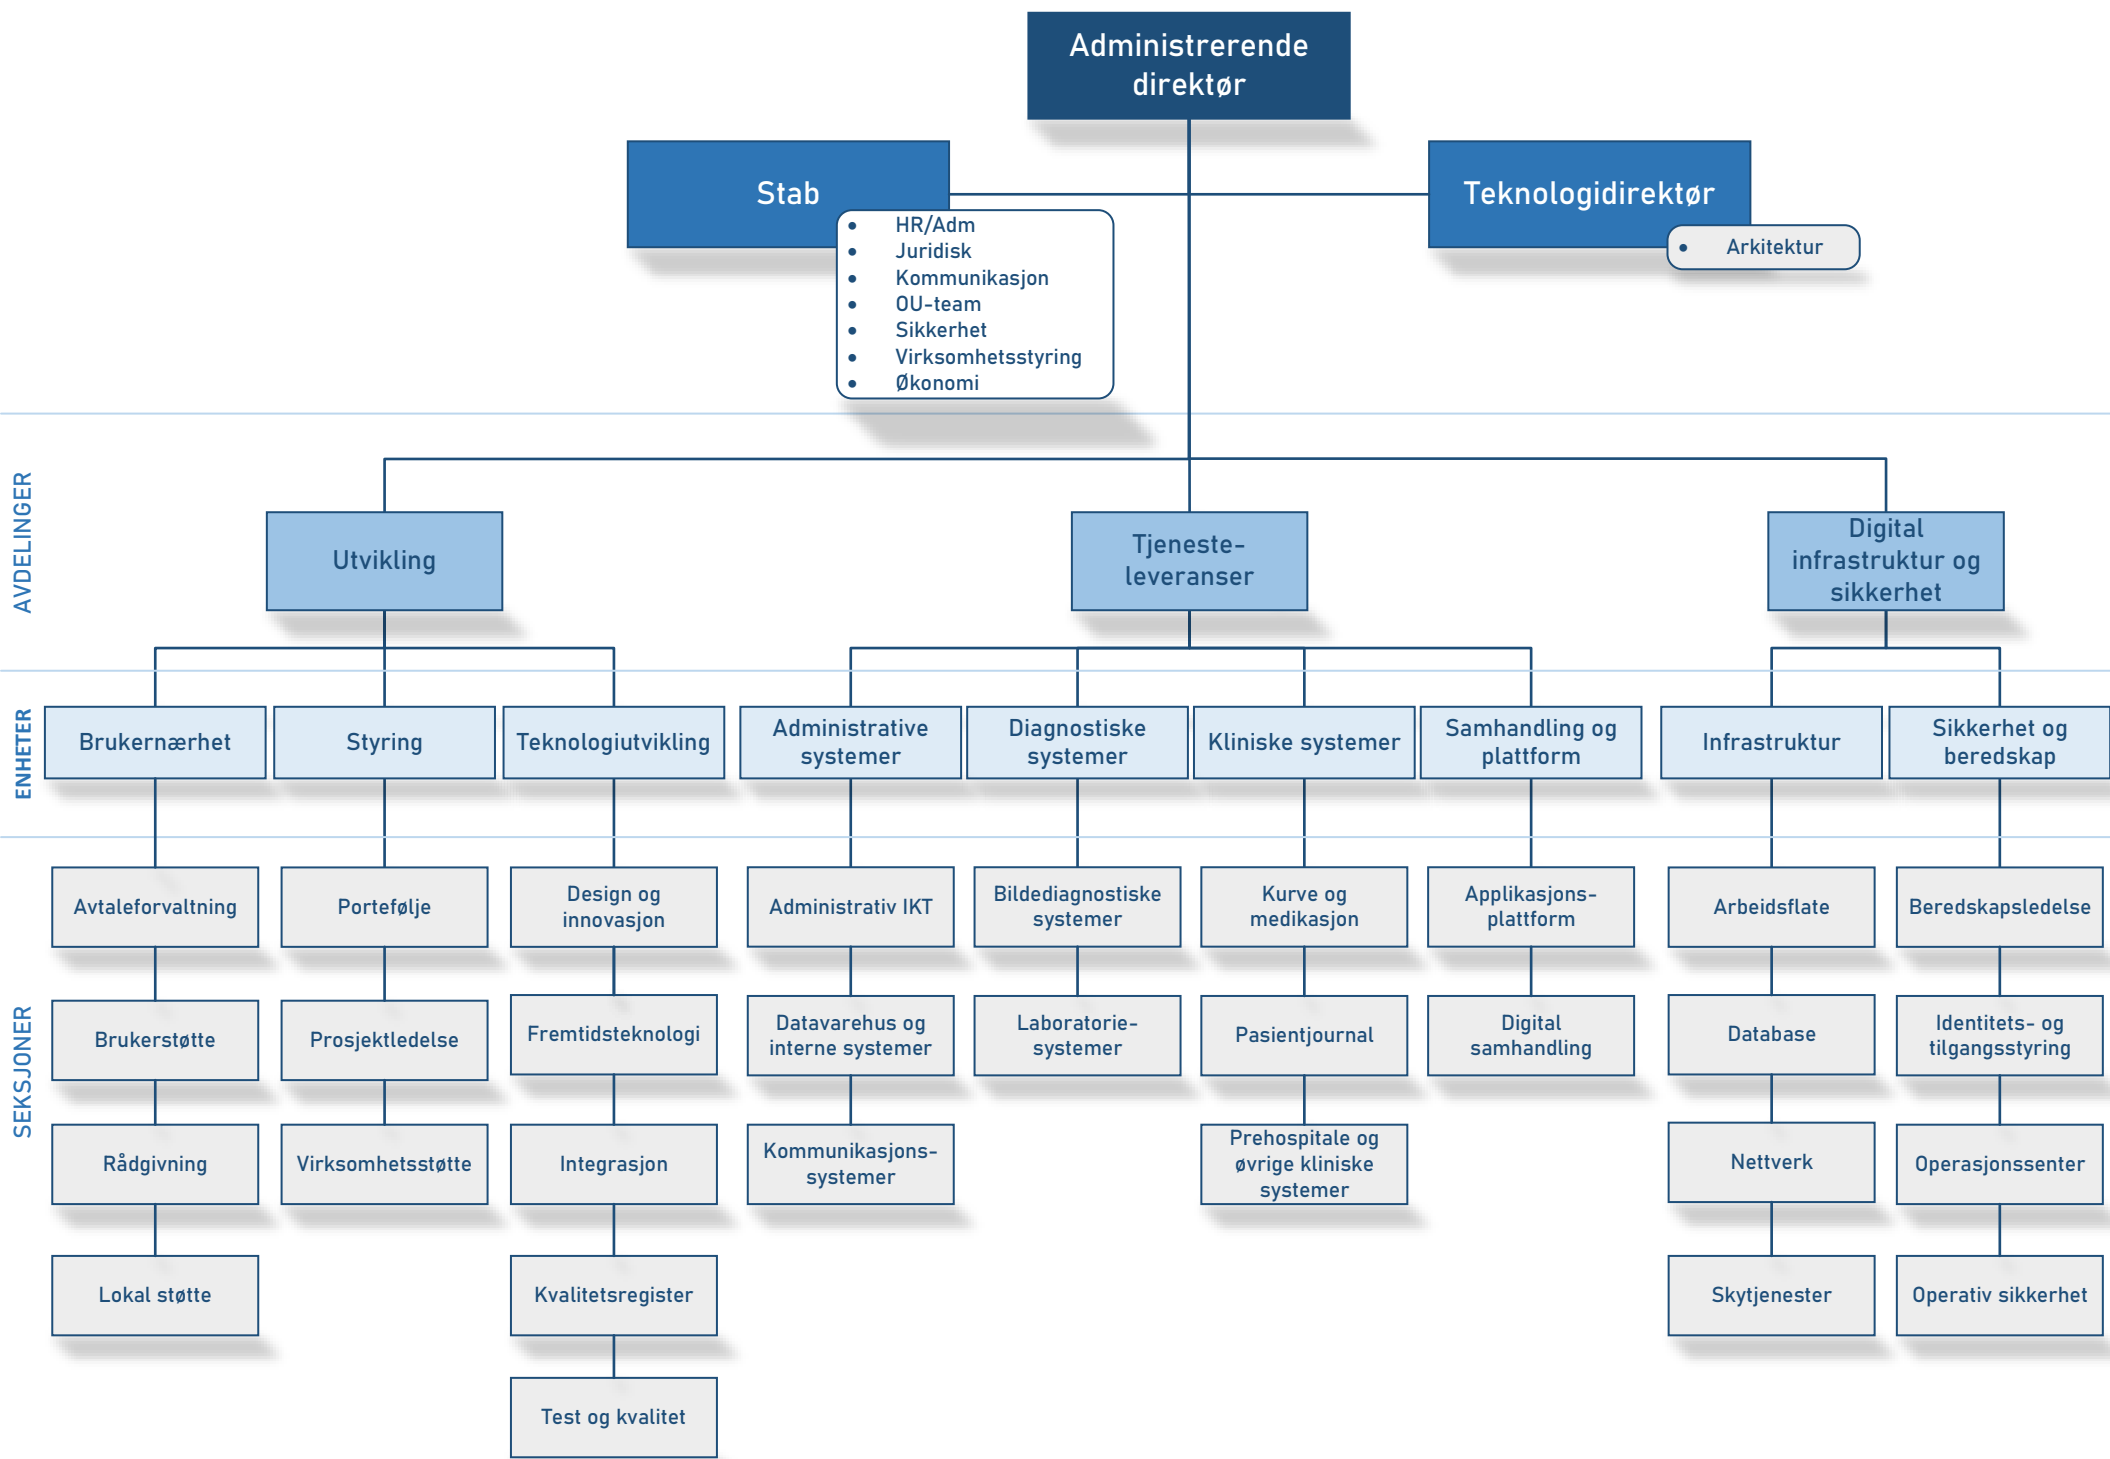 Administrerende
direktør
Stab
Teknologidirektør
• HR/Adm
• Juridisk
• Kommunikasjon
• OU-team
• Sikkerhet
• Virksomhetsstyring
• Økonomi
• Arkitektur
AVDELINGER
Utvikling
Tjeneste-
leveranser
Digital
infrastruktur og
sikkerhet
ENHETER
Brukernærhet
Styring
Teknologiutvikling
Administrative
systemer
Diagnostiske
systemer
Kliniske systemer
Samhandling og
plattform
Infrastruktur
Sikkerhet og
beredskap
SEKSJONER
Avtaleforvaltning
Portefølje
Design og
innovasjon
Administrativ IKT
Bildediagnostiske
systemer
Kurve og
medikasjon
Applikasjons-
plattform
Arbeidsflate
Beredskapsledelse
Brukerstøtte
Prosjektledelse
Fremtidsteknologi
Datavarehus og
interne systemer
Laboratorie-
systemer
Pasientjournal
Digital
samhandling
Database
Identitets- og
tilgangsstyring
Rådgivning
Virksomhetsstøtte
Integrasjon
Kommunikasjons-
systemer
Prehospitale og
øvrige kliniske
systemer
Nettverk
Operasjonssenter
Lokal støtte
Kvalitetsregister
Skytjenester
Operativ sikkerhet
Test og kvalitet